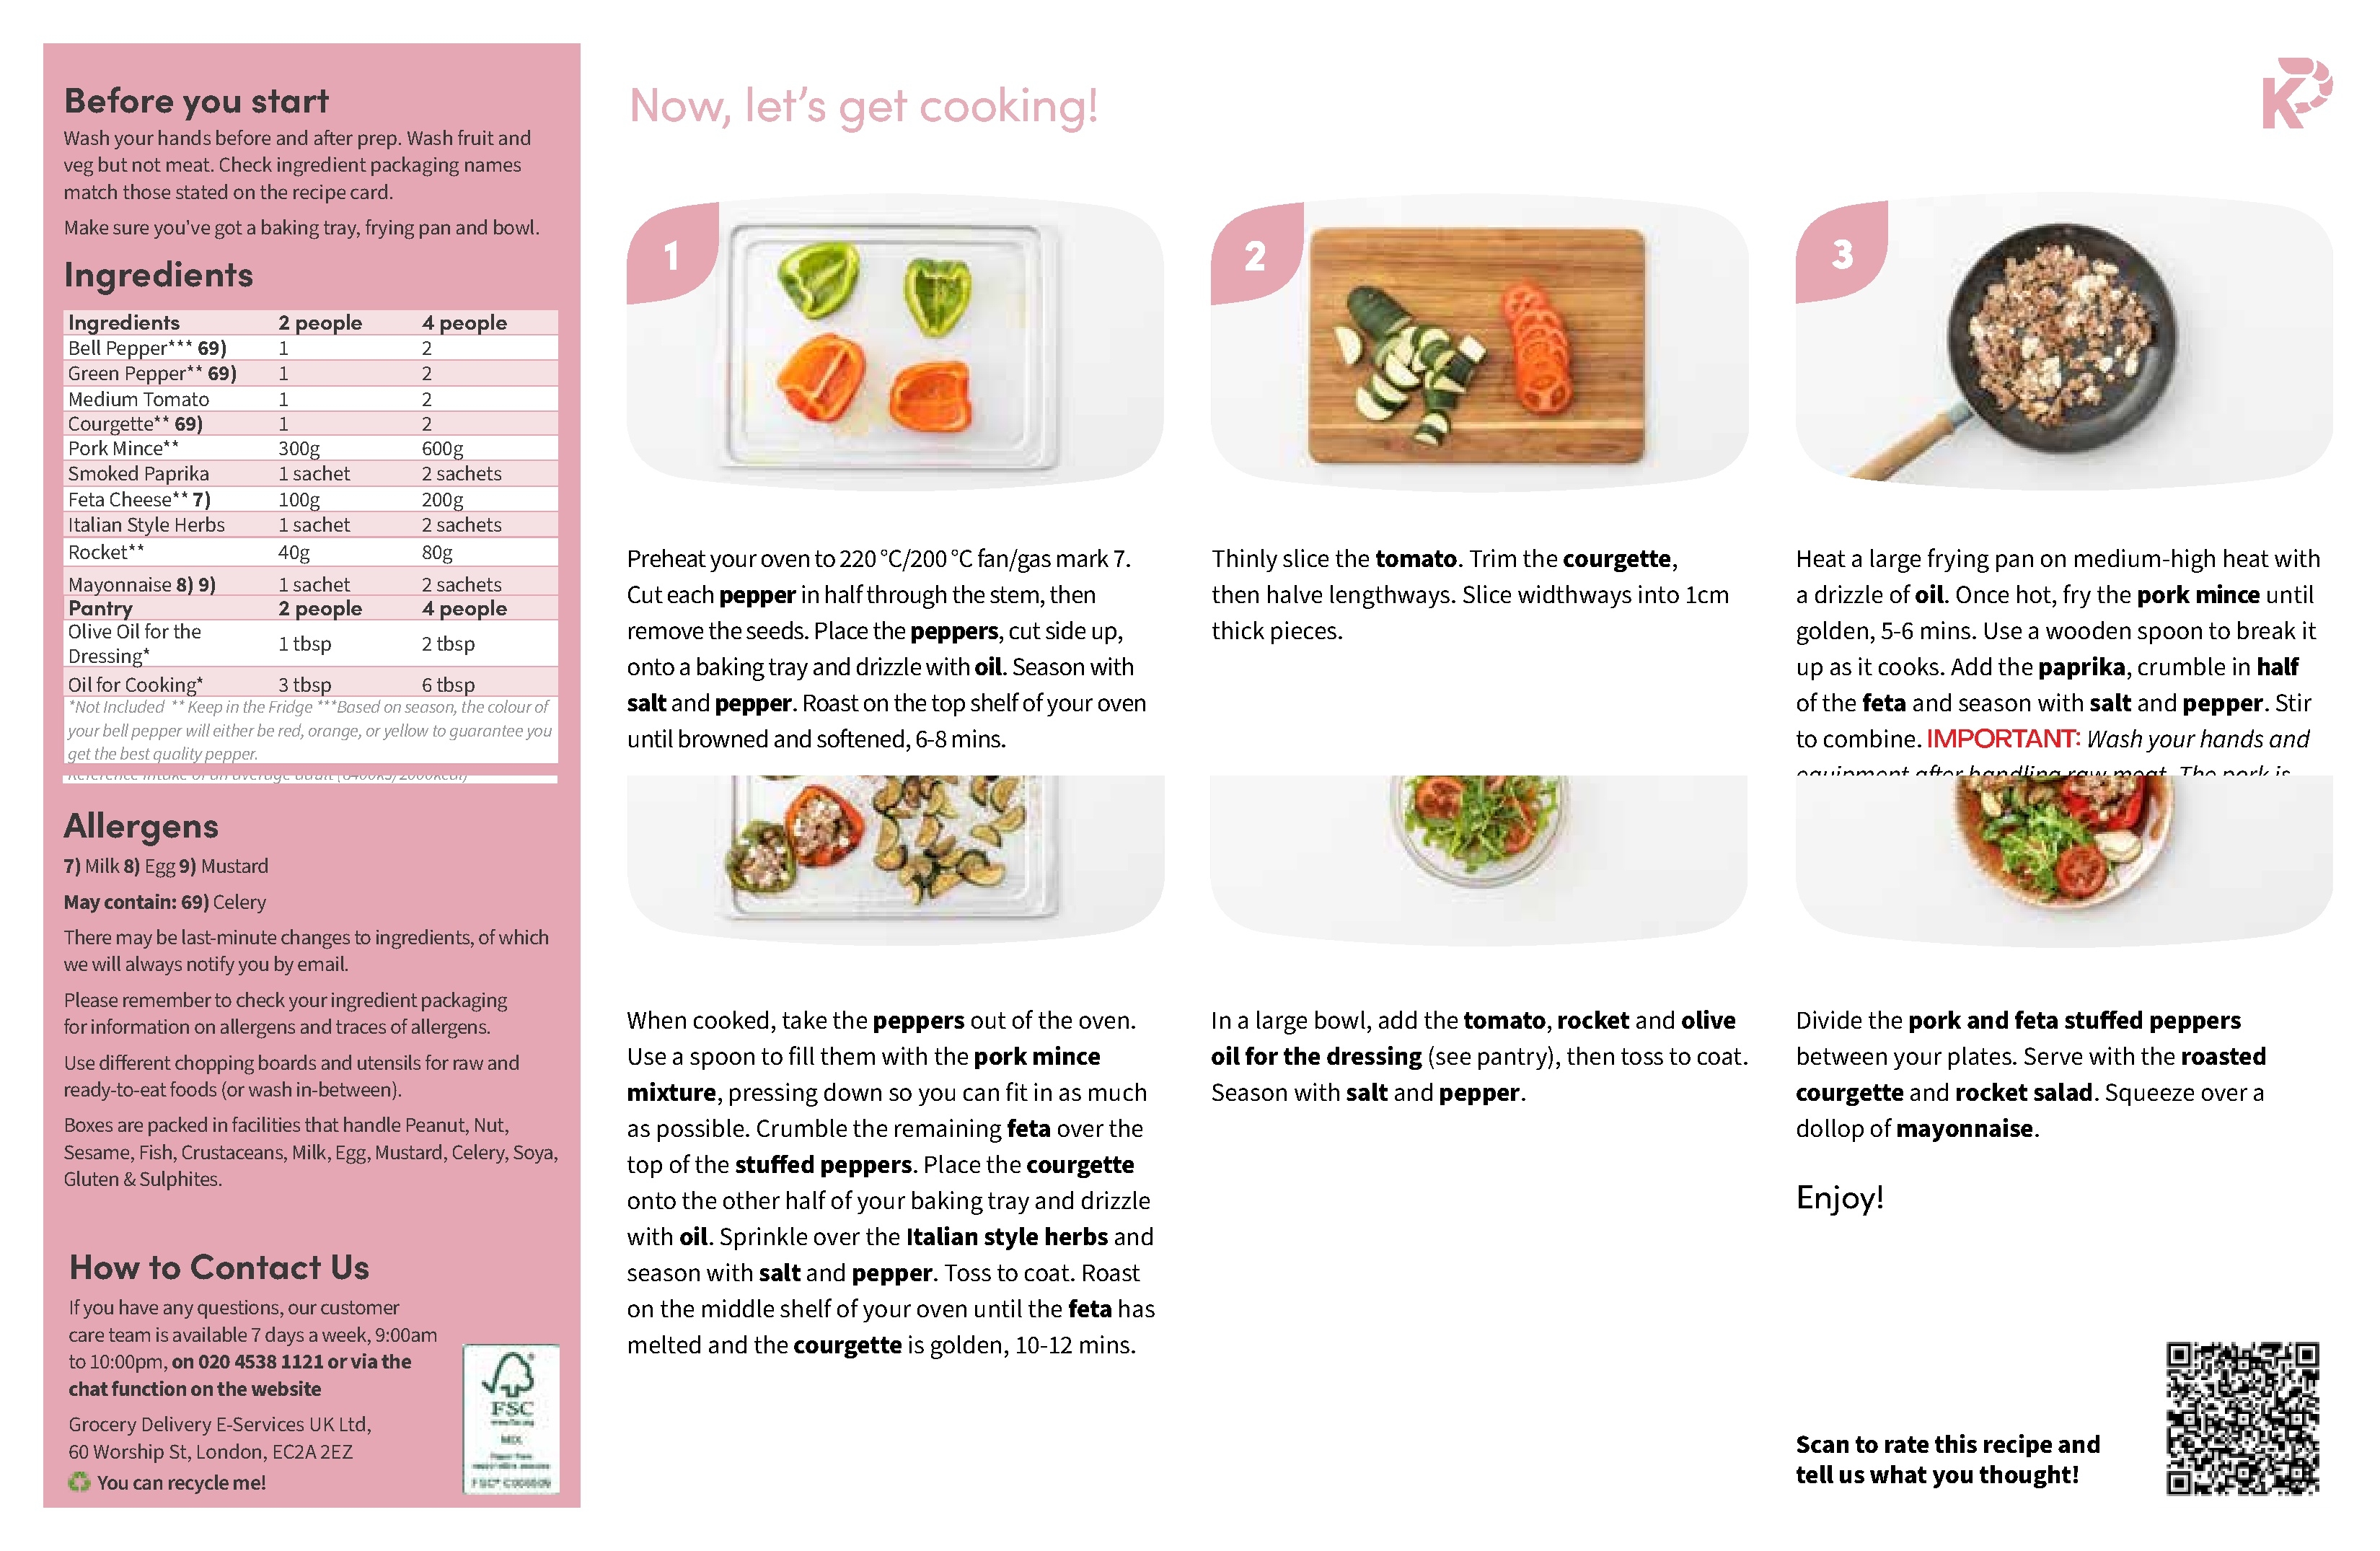 Before you start
Wash your hands before and after prep. Wash fruit and
veg but not meat. Check ingredient packaging names
match those stated on the recipe card.
Make sure you've got a baking tray, frying pan and bowl.
Ingredients
Ingredients 2 people 4 people
Bell Pepper*** 69) 1 2
Green Pepper** 69) 1 2
Medium Tomato 1 2
Courgette** 69) 1 2
Pork Mince** 300g 600g
Smoked Paprika 1 sachet 2 sachets
Feta Cheese** 7) 100g 200g
Italian Style Herbs 1 sachet 2 sachets
Rocket** 40g 80g
Mayonnaise 8) 9) 1 sachet 2 sachets
Pantry 2 people 4 people
Olive Oil for the
Dressing* 1 tbsp 2 tbsp
Oil for Cooking* 3 tbsp 6 tbsp
*Not Included ** Keep in the Fridge ***Based on season, the colour of
your bell pepper will either be red, orange, or yellow to guarantee you
get the best quality pepper.
Allergens
7) Milk 8) Egg 9) Mustard
May contain: 69) Celery
There may be last-minute changes to ingredients, of which
we will always notify you by email.
Please remember to check your ingredient packaging
for information on allergens and traces of allergens.
Use different chopping boards and utensils for raw and
ready-to-eat foods (or wash in-between).
Boxes are packed in facilities that handle Peanut, Nut,
Sesame, Fish, Crustaceans, Milk, Egg, Mustard, Celery, Soya,
Gluten & Sulphites.
How to Contact Us
If you have any questions, our customer
care team is available 7 days a week, 9:00am
to 10:00pm, on 020 4538 1121 or via the
chat function on the website
Grocery Delivery E-Services UK Ltd,
60 Worship St, London, EC2A 2EZ
You can recycle me!
FSC
MIX
Now, let's get cooking!
K
1
Preheat your oven to 220 °C/200 °C fan/gas mark 7.
Cut each pepper in half through the stem, then
remove the seeds. Place the peppers, cut side up,
onto a baking tray and drizzle with oil. Season with
salt and pepper. Roast on the top shelf of your oven
until browned and softened, 6-8 mins.
2
Thinly slice the tomato. Trim the courgette,
then halve lengthways. Slice widthways into 1cm
thick pieces.
3
Heat a large frying pan on medium-high heat with
a drizzle of oil. Once hot, fry the pork mince until
golden, 5-6 mins. Use a wooden spoon to break it
up as it cooks. Add the paprika, crumble in half
of the feta and season with salt and pepper. Stir
to combine. IMPORTANT: Wash your hands and
equipment after handling raw meat. The pork is
When cooked, take the peppers out of the oven.
Use a spoon to fill them with the pork mince
mixture, pressing down so you can fit in as much
as possible. Crumble the remaining feta over the
top of the stuffed peppers. Place the courgette
onto the other half of your baking tray and drizzle
with oil. Sprinkle over the Italian style herbs and
season with salt and pepper. Toss to coat. Roast
on the middle shelf of your oven until the feta has
melted and the courgette is golden, 10-12 mins.
In a large bowl, add the tomato, rocket and olive
oil for the dressing (see pantry), then toss to coat.
Season with salt and pepper.
Divide the pork and feta stuffed peppers
between your plates. Serve with the roasted
courgette and rocket salad. Squeeze over a
dollop of mayonnaise.
Enjoy!
Scan to rate this recipe and
tell us what you thought!